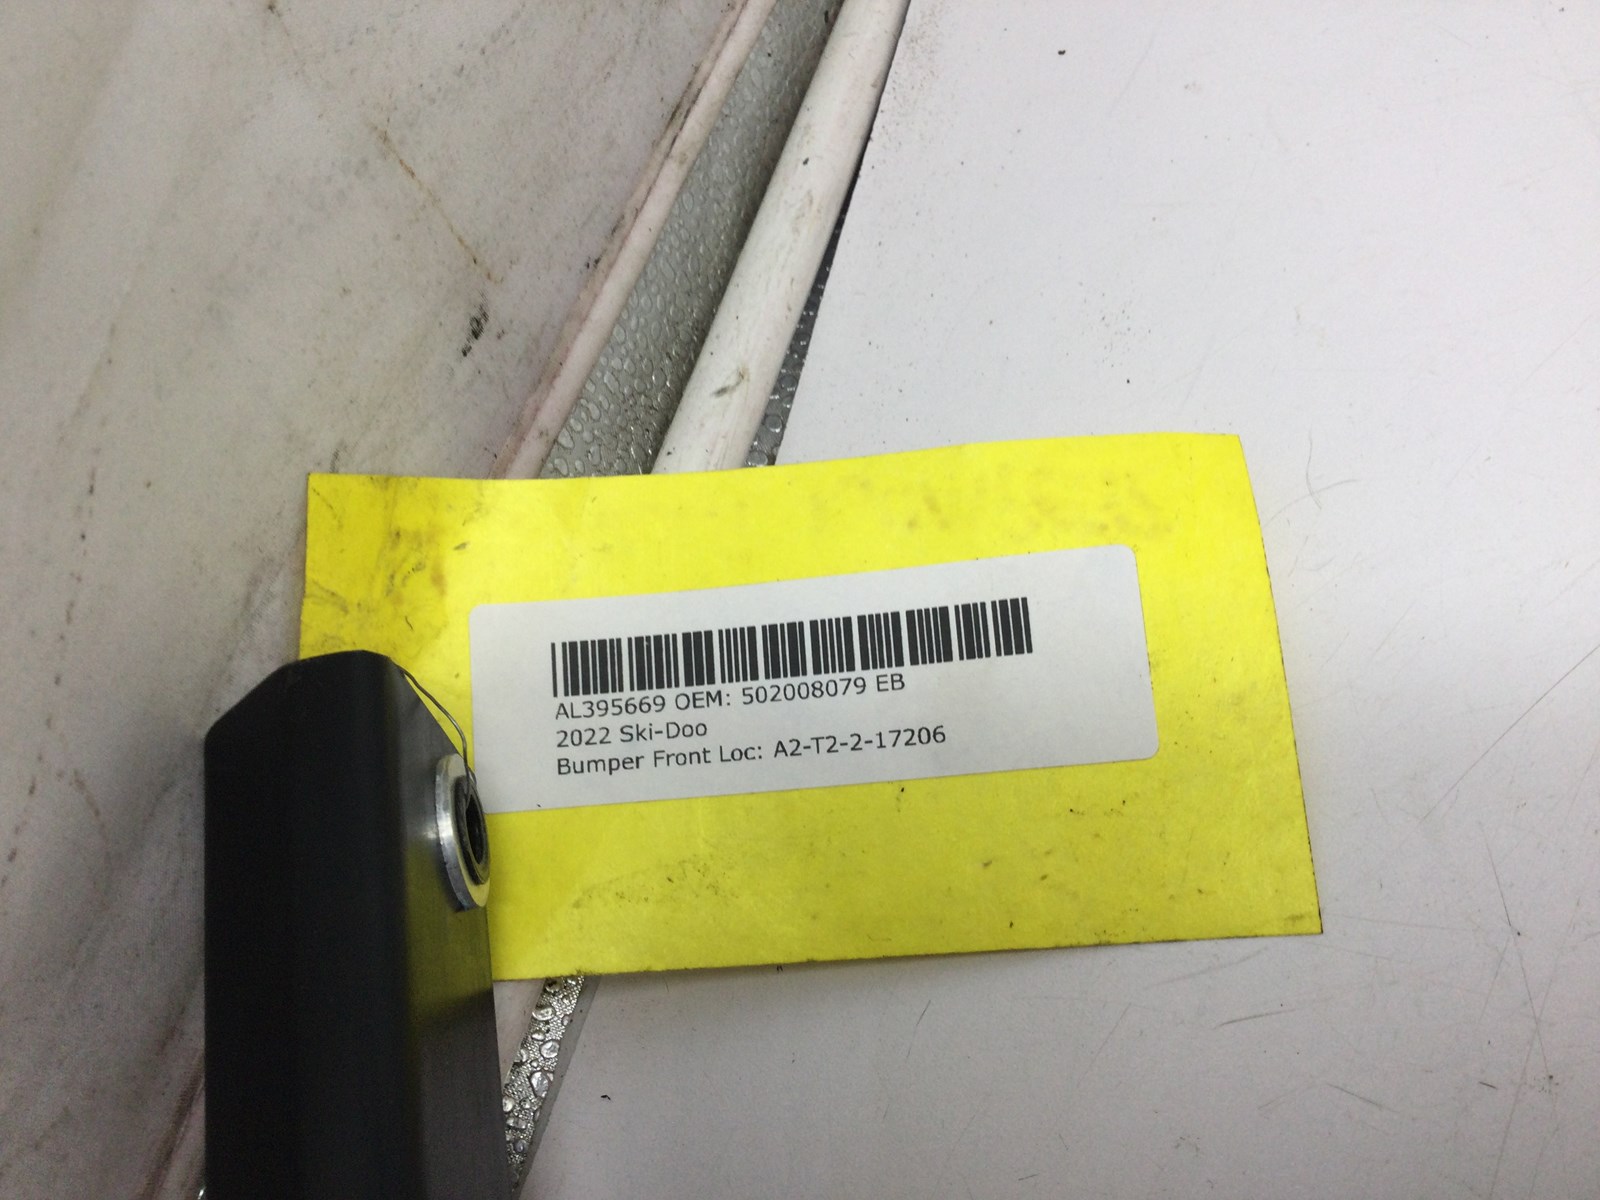 AL395669 OEM: 502008079 EB
2022 Ski-Doo
Bumper Front Loc: A2-T2-2-17206